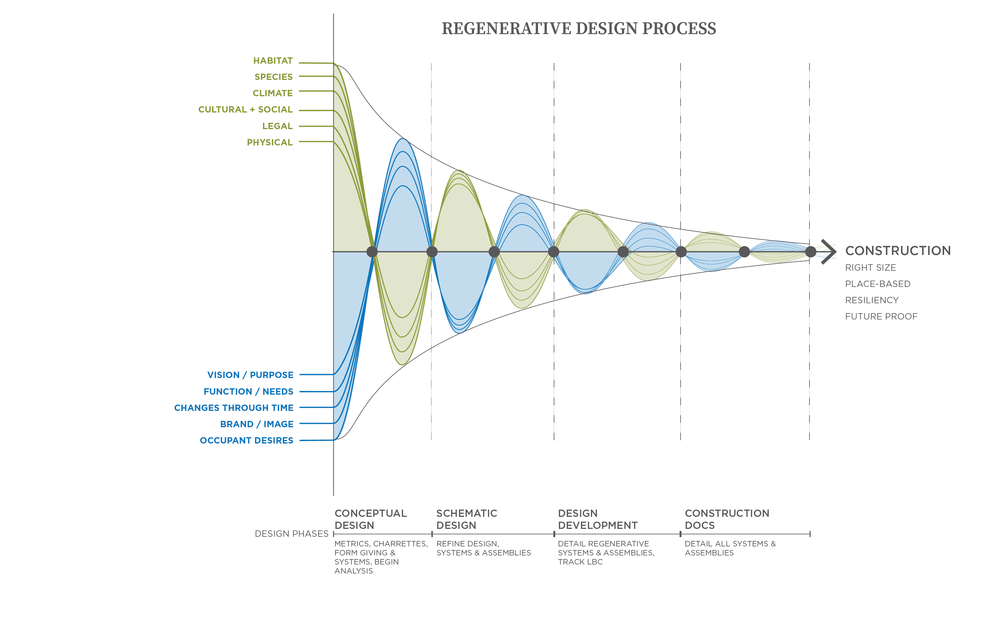 REGENERATIVE DESIGN PROCESS
HABITAT
SPECIES
CLIMATE
CULTURAL + SOCIAL
LEGAL
PHYSICAL
CONSTRUCTION
RIGHT SIZE
PLACE-BASED
RESILIENCY
FUTURE PROOF
VISION / PURPOSE
FUNCTION / NEEDS
CHANGES THROUGH TIME
BRAND / IMAGE
OCCUPANT DESIRES
DESIGN PHASES
CONCEPTUAL
DESIGN
METRICS, CHARRETTES,
FORM GIVING &
SYSTEMS, BEGIN
ANALYSIS
SCHEMATIC
DESIGN
REFINE DESIGN,
SYSTEMS & ASSEMBLIES
DESIGN
DEVELOPMENT
DETAIL REGENERATIVE
SYSTEMS & ASSEMBLIES,
TRACK LBC
CONSTRUCTION
DOCS
DETAIL ALL SYSTEMS &
ASSEMBLIES